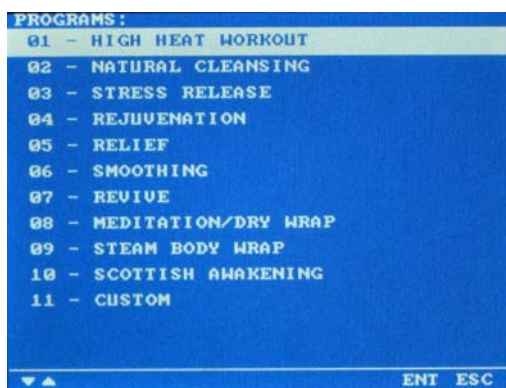 PROGRAMS:
01 - HIGH HEAT WORKOUT
02 - NATURAL CLEANSING
03 - STRESS RELEASE
04 - REJUVENATION
05 - RELIEF
06 - SMOOTHING
07 - REVIVE
08 - MEDITATION/DRY WRAP
09 - STEAM BODY WRAP
10 - SCOTTISH AWAKENING
11 - CUSTOM
▼ ▲ ENT ESC